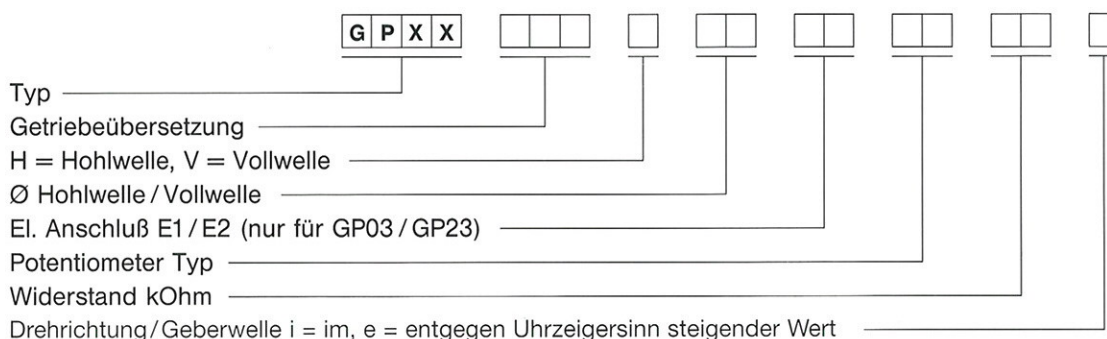 G P X X
Typ
Getriebeübersetzung
H = Hohlwelle, V = Vollwelle
Ø Hohlwelle / Vollwelle
El. Anschluß E1 / E2 (nur für GP03 / GP23)
Potentiometer Typ
Widerstand kOhm
Drehrichtung/Geberwelle i = im, e = entgegen Uhrzeigersinn steigender Wert